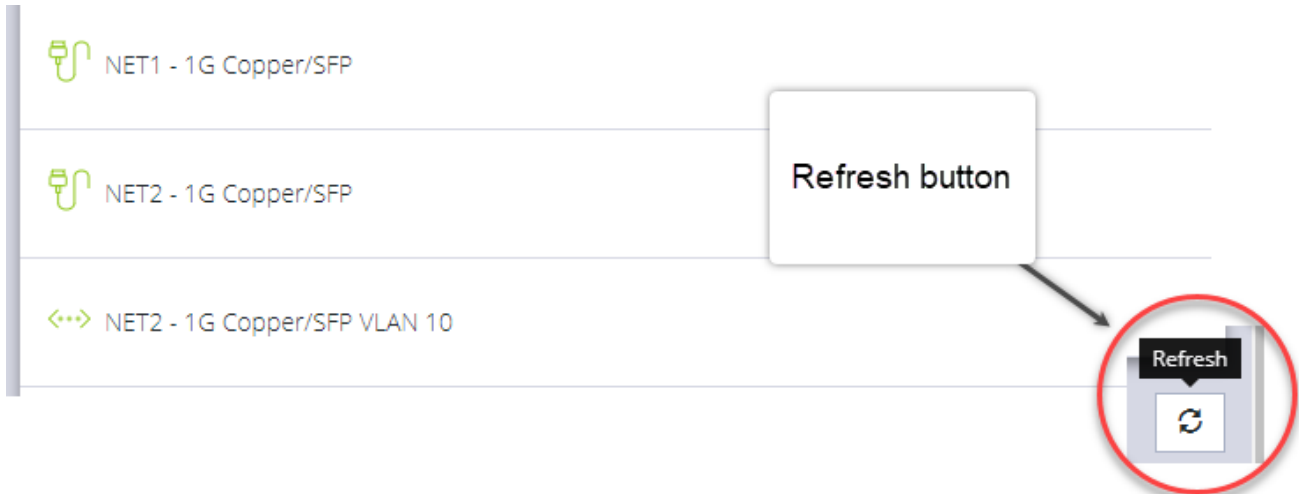 NET1 - 1G Copper/SFP
NET2 - 1G Copper/SFP
Refresh button
NET2 - 1G Copper/SFP VLAN 10
Refresh